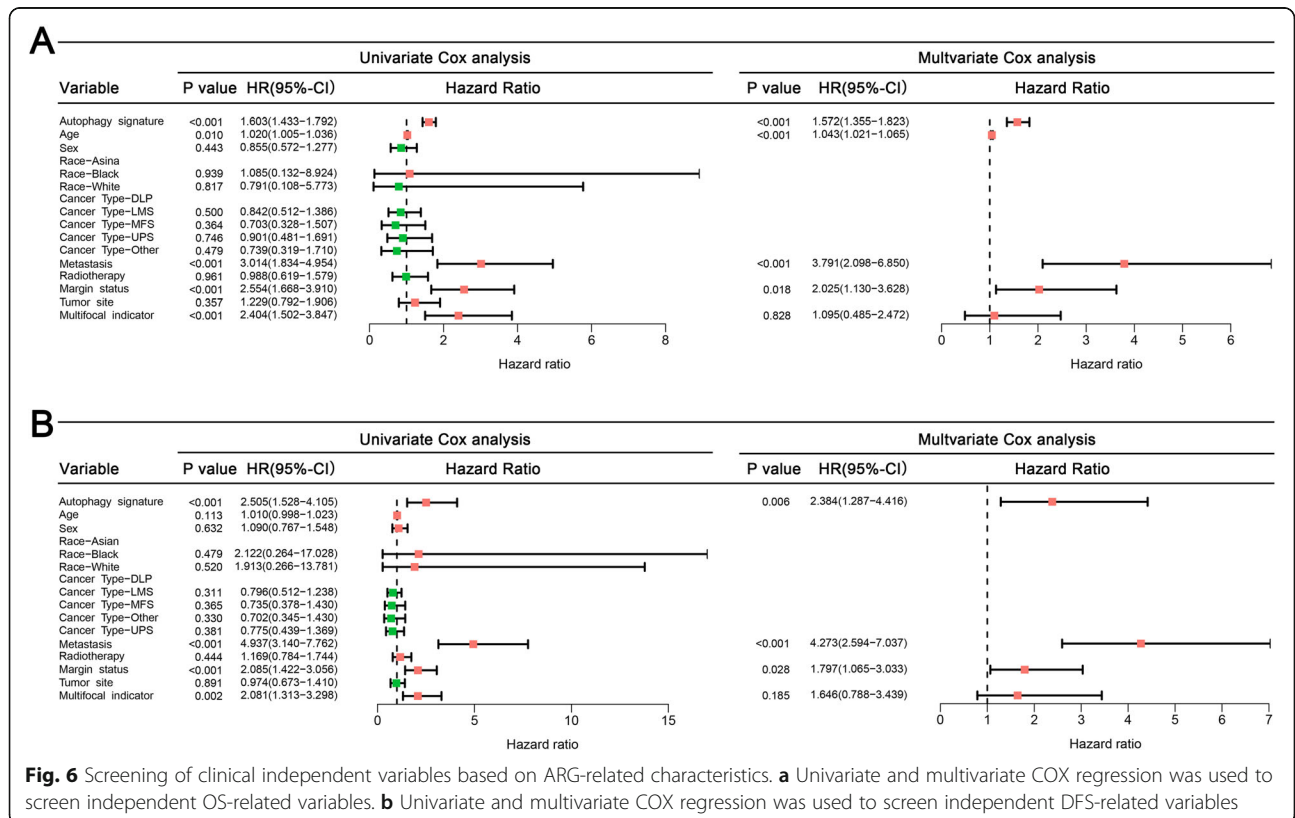 A
Univariate Cox analysis Multvariate Cox analysis
Variable P value HR(95%-CI) Hazard Ratio P value HR(95%-CI) Hazard Ratio
Autophagy signature <0.001 1.603(1.433−1.792) <0.001 1.572(1.355−1.823)
Age 0.010 1.020(1.005−1.036) <0.001 1.043(1.021−1.065)
Sex 0.443 0.855(0.572−1.277)
Race−Asina
Race−Black 0.939 1.085(0.132−8.924)
Race−White 0.817 0.791(0.108−5.773)
Cancer Type−DLP
Cancer Type−LMS 0.500 0.842(0.512−1.386)
Cancer Type−MFS 0.364 0.703(0.328−1.507)
Cancer Type−UPS 0.746 0.901(0.481−1.691)
Cancer Type−Other 0.479 0.739(0.319−1.710)
Metastasis <0.001 3.014(1.834−4.954) <0.001 3.791(2.098−6.850)
Radiotherapy 0.961 0.988(0.619−1.579)
Margin status <0.001 2.554(1.668−3.910) 0.018 2.025(1.130−3.628)
Tumor site 0.357 1.229(0.792−1.906)
Multifocal indicator <0.001 2.404(1.502−3.847) 0.828 1.095(0.485−2.472)
0 2 4 6 8 0 1 2 3 4 5 6
Hazard ratio Hazard ratio
B
Univariate Cox analysis Multvariate Cox analysis
Variable P value HR(95%-CI) Hazard Ratio P value HR(95%-CI) Hazard Ratio
Autophagy signature <0.001 2.505(1.528−4.105) 0.006 2.384(1.287−4.416)
Age 0.113 1.010(0.998−1.023)
Sex 0.632 1.090(0.767−1.548)
Race−Asian
Race−Black 0.479 2.122(0.264−17.028)
Race−White 0.520 1.913(0.266−13.781)
Cancer Type−DLP
Cancer Type−LMS 0.311 0.796(0.512−1.238)
Cancer Type−MFS 0.365 0.735(0.378−1.430)
Cancer Type−Other 0.330 0.702(0.345−1.430)
Cancer Type−UPS 0.381 0.775(0.439−1.369)
Metastasis <0.001 4.937(3.140−7.762) <0.001 4.273(2.594−7.037)
Radiotherapy 0.444 1.169(0.784−1.744)
Margin status <0.001 2.085(1.422−3.056) 0.028 1.797(1.065−3.033)
Tumor site 0.891 0.974(0.673−1.410)
Multifocal indicator 0.002 2.081(1.313−3.298) 0.185 1.646(0.788−3.439)
0 5 10 15 0 1 2 3 4 5 6 7
Hazard ratio Hazard ratio
Fig. 6 Screening of clinical independent variables based on ARG-related characteristics. a Univariate and multivariate COX regression was used to
screen independent OS-related variables. b Univariate and multivariate COX regression was used to screen independent DFS-related variables